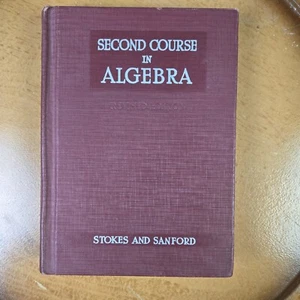 SECOND COURSE
IN
ALGEBRA
STOKES AND SANFORD